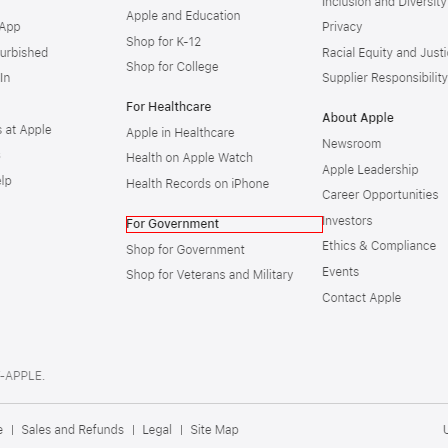 App
urbished
In
at Apple
lp
-APPLE.
Apple and Education
Shop for K-12
Shop for College
For Healthcare
Apple in Healthcare
Health on Apple Watch
Health Records on iPhone
For Government
Shop for Government
Shop for Veterans and Military
Inclusion and Diversity
Privacy
Racial Equity and Justi
Supplier Responsibility
About Apple
Newsroom
Apple Leadership
Career Opportunities
Investors
Ethics & Compliance
Events
Contact Apple
| Sales and Refunds | Legal | Site Map